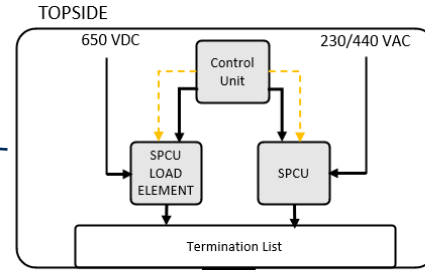 TOPSIDE
650 VDC
230/440 VAC
Control
Unit
SPCU
LOAD
ELEMENT
SPCU
Termination List